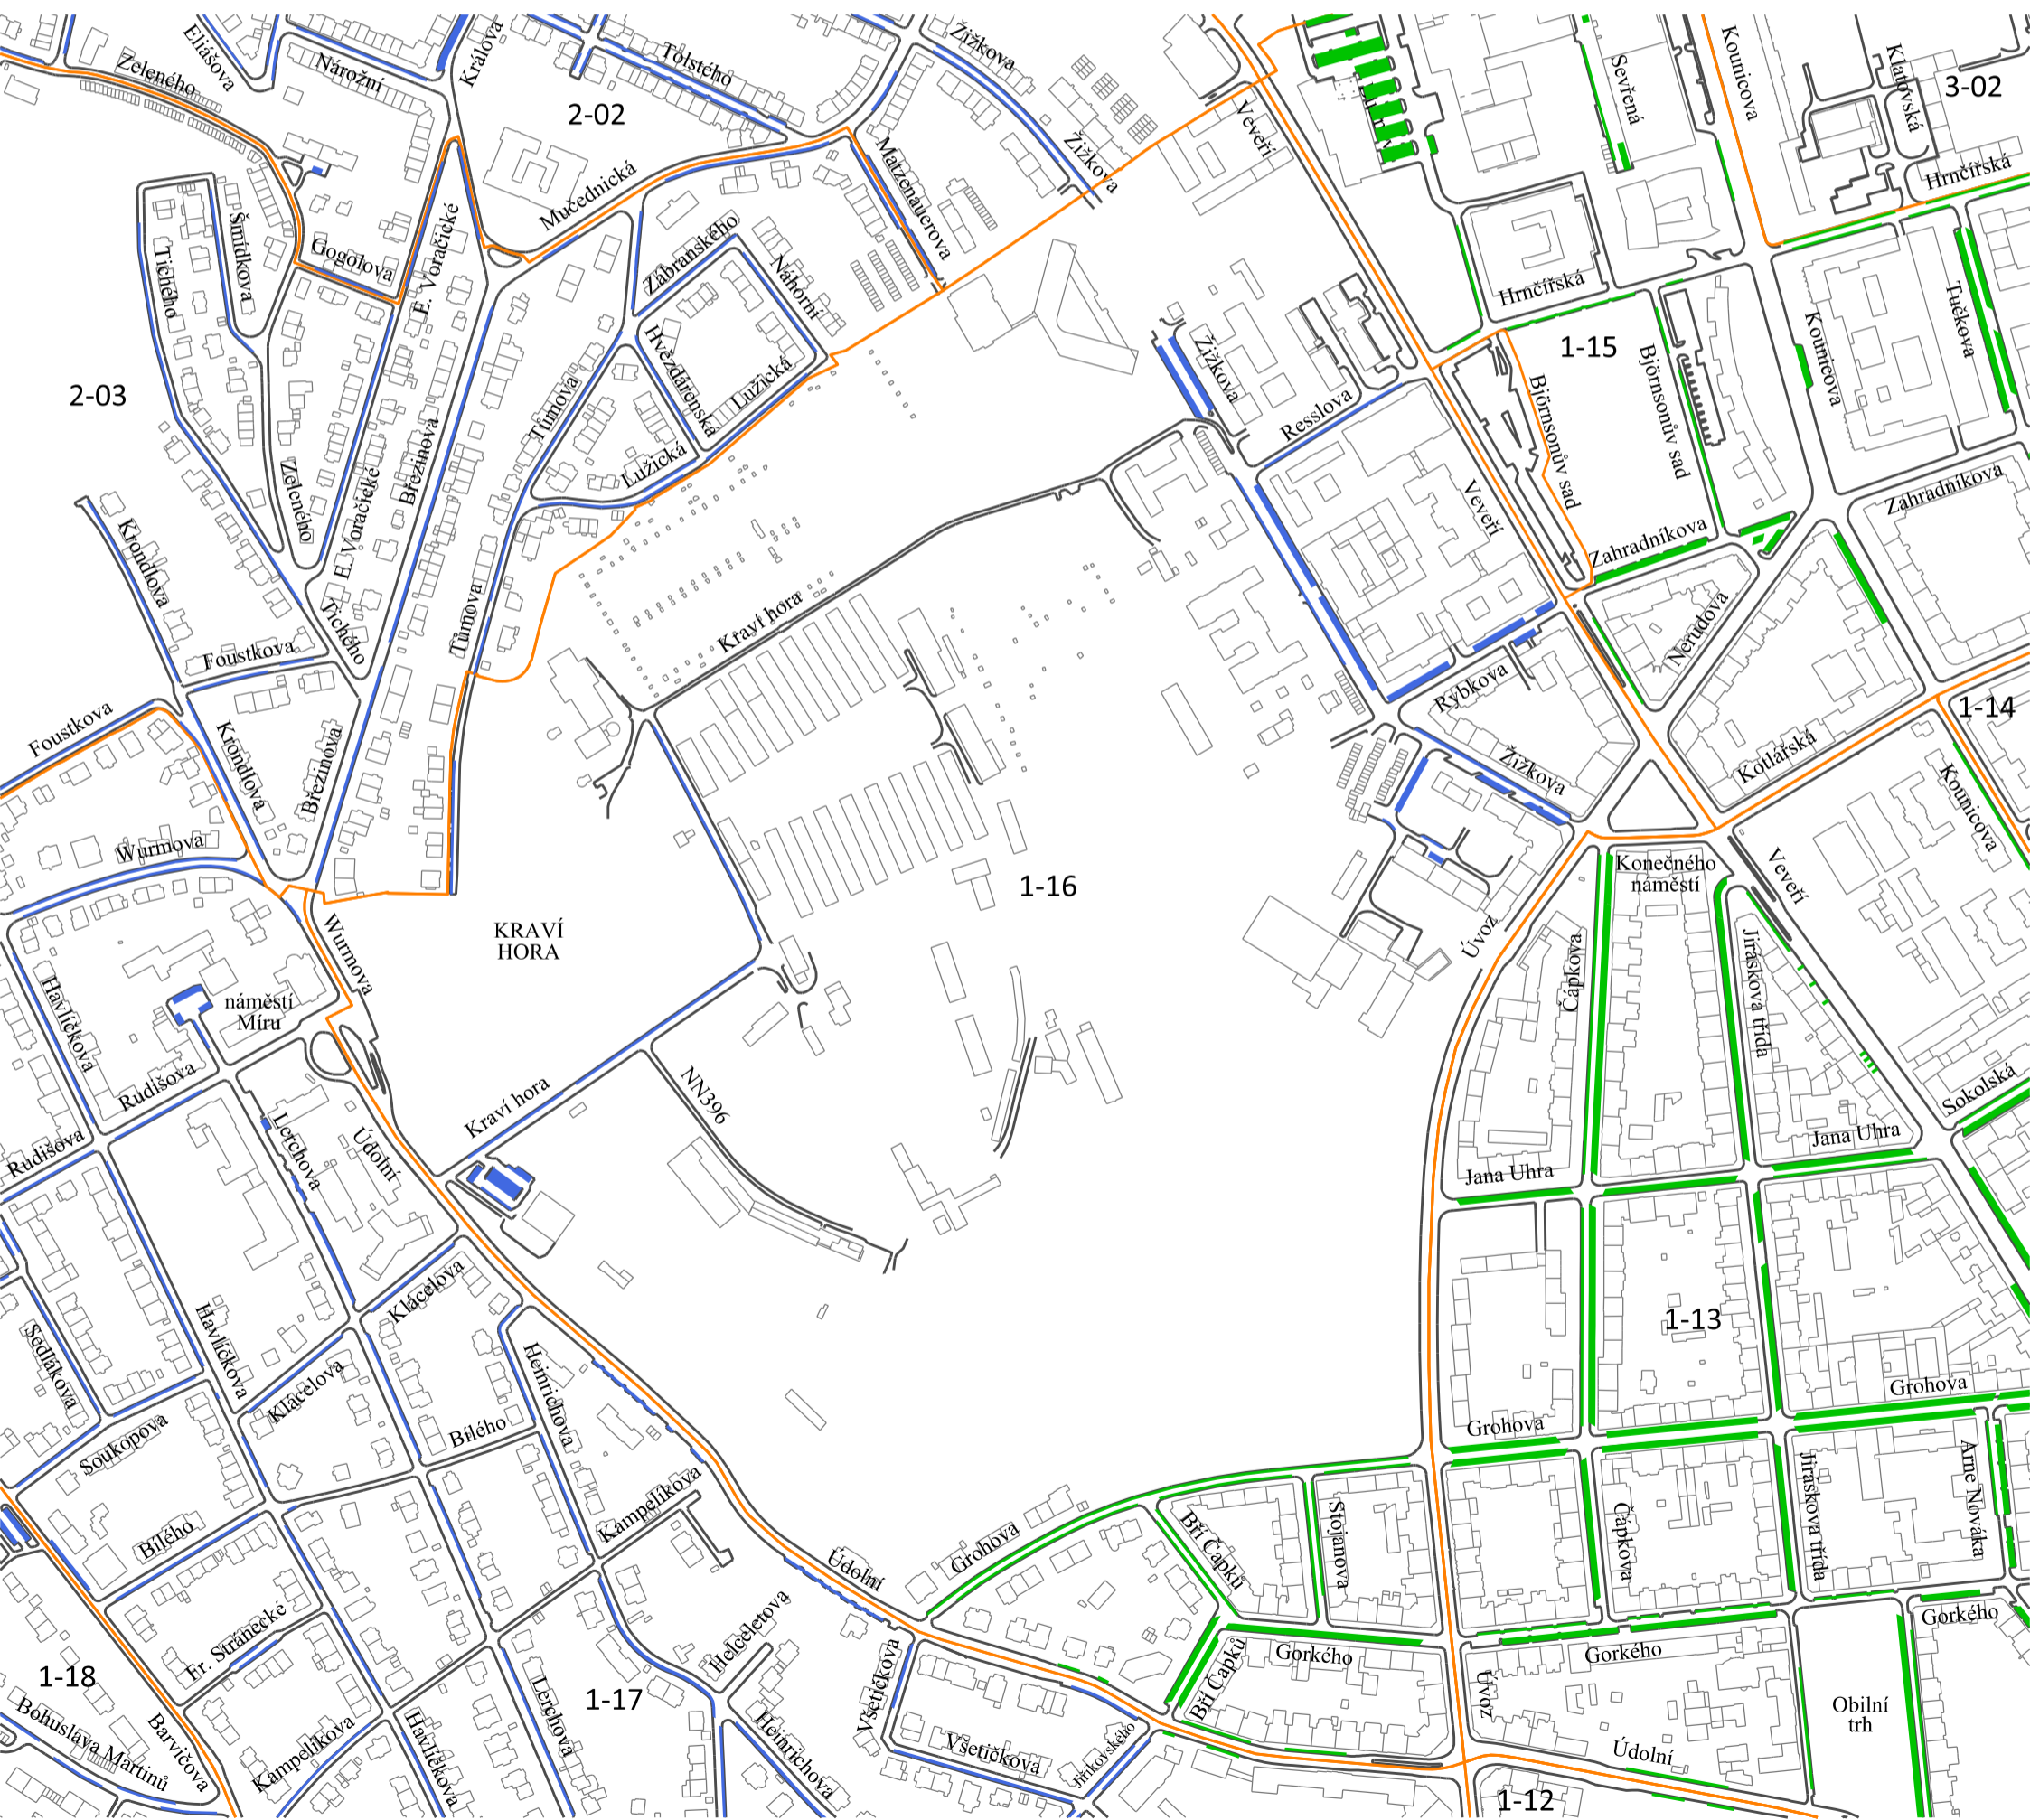 Eliášova
Králova
Žižkova
Tolstého
Nárožní
Zeleného
2-02
Kounicova
Klatovská
3-02
Sevřená
Veveří
Žižkova
Matzenauerova
Mučednická
Hrnčířská
Šmídkova
Tichého
Gogolova
E. Voračické
Zábranského
Náhorní
Hrnčířská
Tučkova
Kounicova
1-15
Björnsonův sad
Björnsonův sad
Žižkova
Resslova
Hvězdárenská
Lužická
Lužická
Tůmova
2-03
Březinova
E. Voračické
Zeleného
Veveří
Zahradníkova
Zahradníkova
Krondlova
Kraví hora
Nerudova
Tichého
Tůmova
Foustkova
Rybkova
1-14
Foustkova
Krondlova
Březinova
Žižkova
Kotlářská
Kounicova
Wurmova
Konečného
náměstí
Veveří
1-16
KRAVÍ
HORA
Wurmova
Úvoz
Čápkova
Jiráskova třída
Havlíčkova
náměstí
Míru
Rudišova
Rudišova
Lerchova
Údolní
Kraví hora
NN396
Sokolská
Jana Uhra
Jana Uhra
Klácelova
Havlíčkova
Sedlákova
1-13
Heinrichova
Klácelova
Grohova
Grohova
Bílého
Soukopova
Kampelíkova
Arne Nováka
Jiráskova třída
Čápkova
Stojanova
Bří Čapků
Grohova
Bílého
Údolní
Helceletova
Fr. Stránecké
Všetičkova
Gorkého
Gorkého
Gorkého
Bří Čapků
1-18
1-17
Lerchova
Úvoz
Obilní
trh
Bohuslava Martinů
Barvičova
Kampelíkova
Havlíčkova
Heinrichova
Všetičkova
Jiříkovského
Údolní
1-12